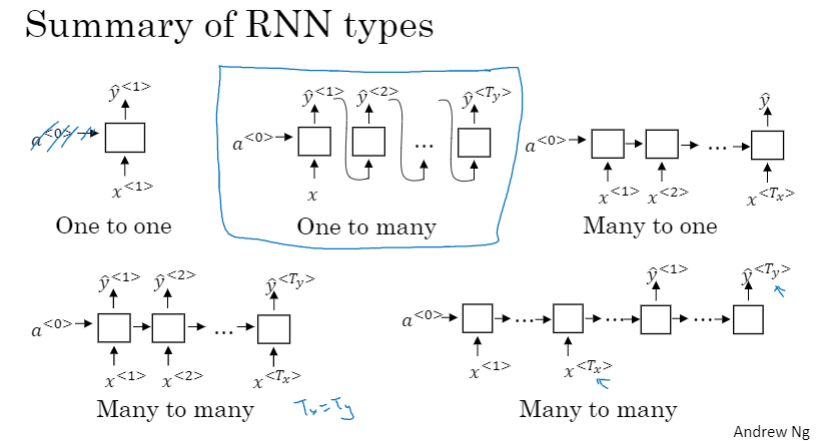 Summary of RNN types
ŷ<1>
a<0>
x<1>
One to one
ŷ<1> ŷ<2> ŷ<Ty>
a<0> ...
x
One to many
ŷ
a<0> ...
x<1> x<2> x<Tx>
Many to one
ŷ<1> ŷ<2> ŷ<Ty>
a<0> ...
x<1> x<2> x<Tx>
Many to many Tx=Ty
ŷ<1> ŷ<Ty>
a<0> ... ... ...
x<1> x<Tx>
Many to many
Andrew Ng